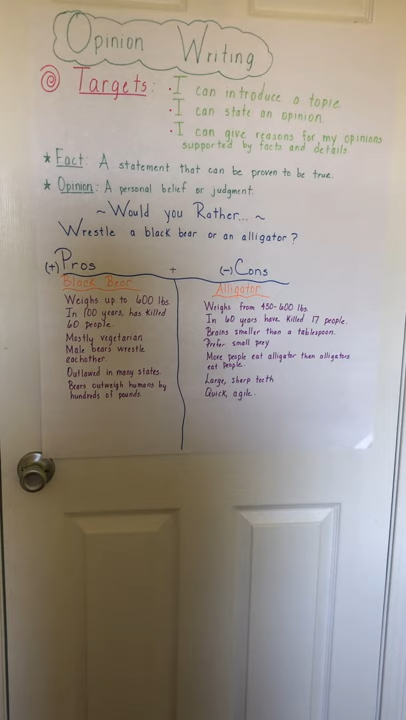 Opinion Writing
Targets: · I can introduce a topic
· I can state an opinion.
· I can give reasons for my opinions
supported by facts and details.
★ Fact: A statement that can be proven to be true.
★ Opinion: A personal belief or judgment.
~ Would you Rather... ~
Wrestle a black bear or an alligator?
(+) Pros + (-) Cons
Black Bear
Weighs up to 600 lbs.
In 100 years, has killed
60 people.
Mostly vegetarian
Male bears wrestle
eachother.
Outlawed in many states.
Bears outweigh humans by
hundreds of pounds.
Alligator
Weighs from 450-600 lbs.
In 60 years have killed 17 people.
Brains smaller than a tablespoon.
Prefer small prey
More people eat alligator then alligators
eat people.
Large, sharp teeth
Quick, agile.